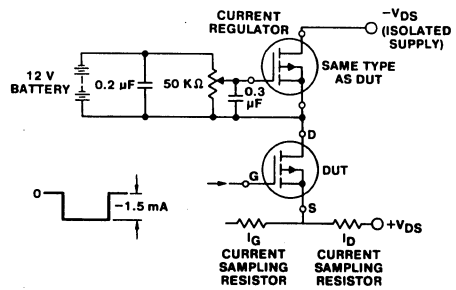 CURRENT
REGULATOR
−VDS
(ISOLATED
SUPPLY)
SAME TYPE
AS DUT
12 V
BATTERY
0.2 µF
50 KΩ
0.3
µF
D
G
DUT
S
0
−1.5 mA
+VDS
IG
CURRENT
SAMPLING
RESISTOR
ID
CURRENT
SAMPLING
RESISTOR